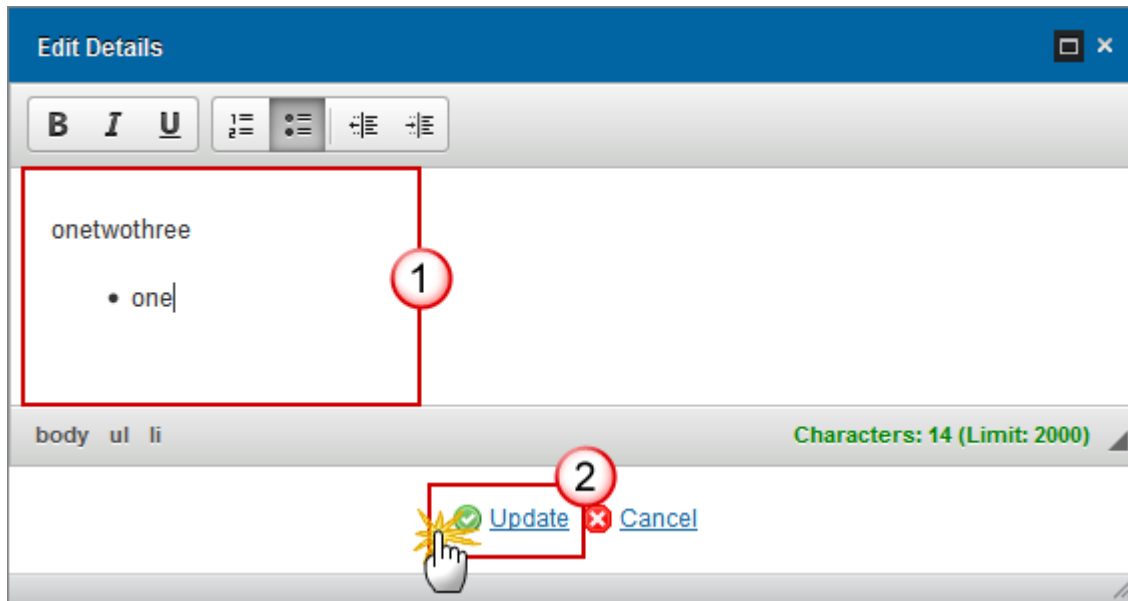 Edit Details
B I U
onetwothree
• one
1
body ul li
Characters: 14 (Limit: 2000)
2
Update Cancel